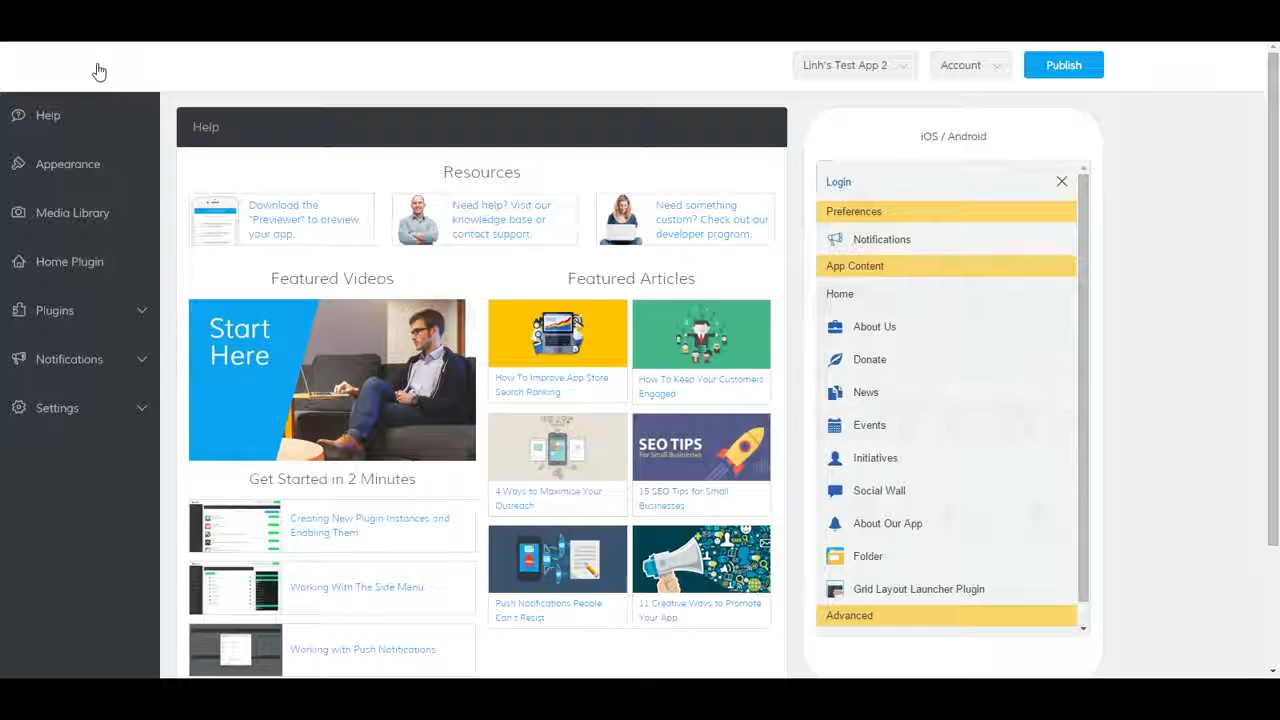 Linh's Test App 2
Account
Publish
Help
Appearance
Media Library
Home Plugin
Plugins
Notifications
Settings
Help
Resources
Download the
"Previewer" to preview
your app.
Need help? Visit our
knowledge base or
contact support.
Need something
custom? Check out our
developer program.
Featured Videos
Start
Here
Get Started in 2 Minutes
Creating New Plugin Instances and
Enabling Them
Working With The Side Menu
Working with Push Notifications
Featured Articles
How To Improve App Store
Search Ranking
How To Keep Your Customers
Engaged
4 Ways to Maximise Your
Outreach
SEO TIPS
For Small Businesses
15 SEO Tips for Small
Businesses
Push Notifications People
Can't Resist
11 Creative Ways to Promote
Your App
iOS / Android
Login
Preferences
Notifications
App Content
Home
About Us
Donate
News
Events
Initiatives
Social Wall
About Our App
Folder
Grid Layout Launcher Plugin
Advanced